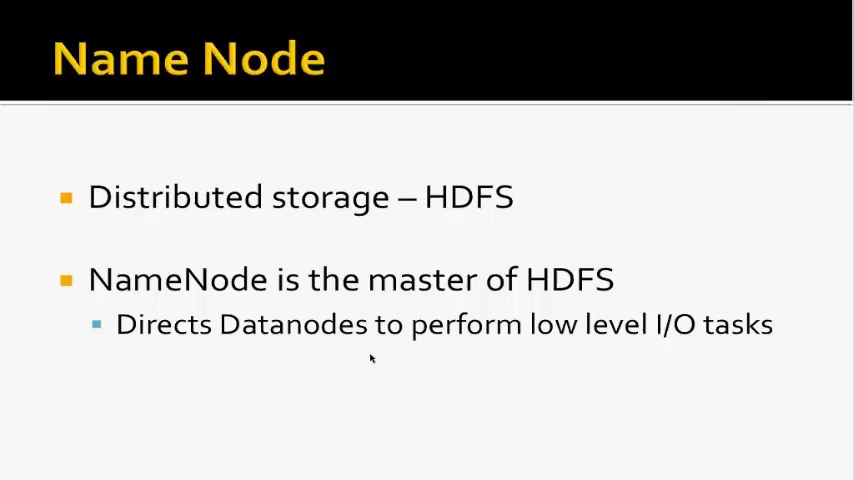 Name Node
Distributed storage – HDFS
NameNode is the master of HDFS
Directs Datanodes to perform low level I/O tasks